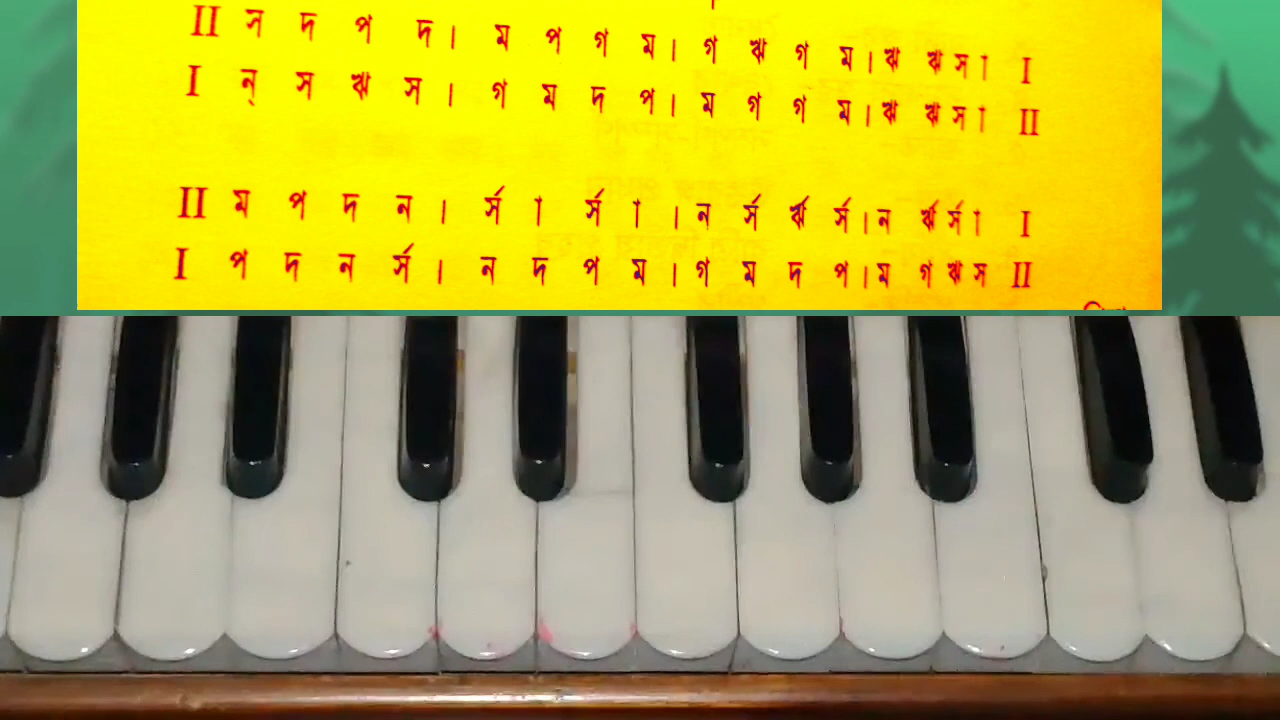 II স দ প দ । ম প গ ম । গ ঋ গ ম । ঋ ঋ স া I
I ন্ স ঋ স । গ ম দ প । ম গ গ ম । ঋ ঋ স া II
II ম প দ ন । র্স া র্স া । ন র্স র্ঋ র্স । ন র্ঋ র্স া I
I প দ ন র্স । ন দ প ম । গ ম দ প । ম গ ঋ স II